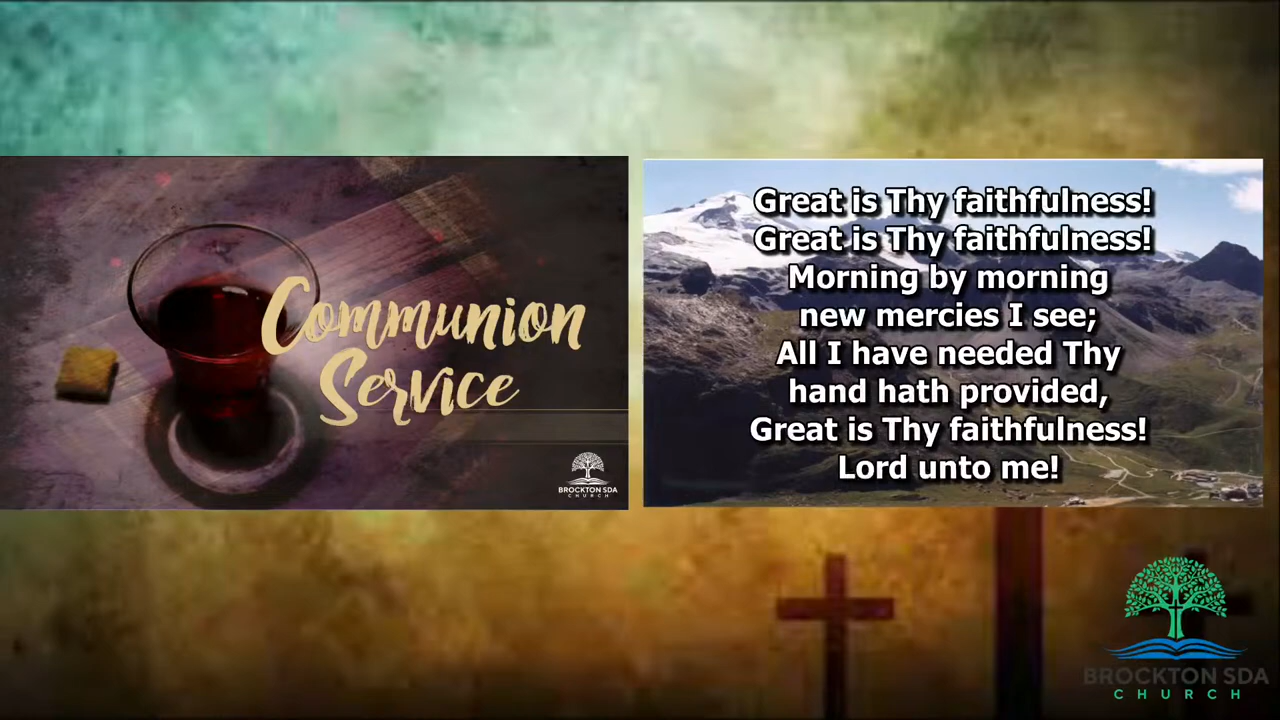 Communion
Service
BROCKTON SDA
CHURCH
Great is Thy faithfulness!
Great is Thy faithfulness!
Morning by morning
new mercies I see;
All I have needed Thy
hand hath provided,
Great is Thy faithfulness!
Lord unto me!
BROCKTON SDA
CHURCH